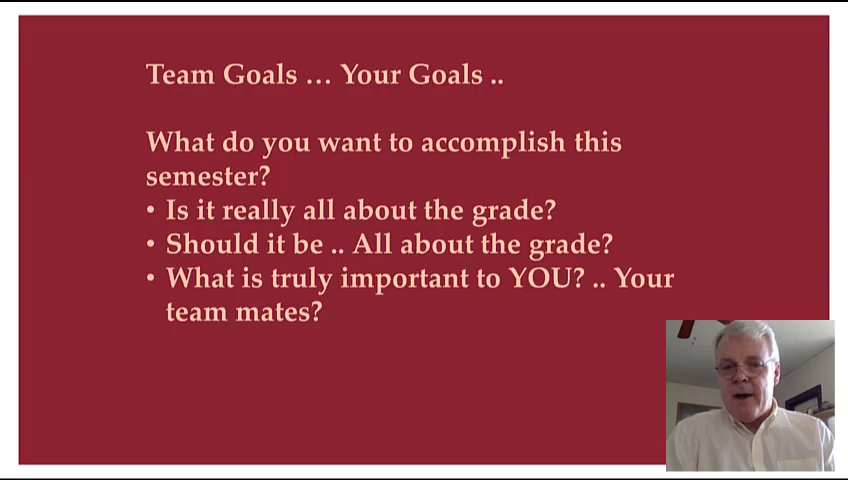 Team Goals … Your Goals ..
What do you want to accomplish this
semester?
• Is it really all about the grade?
• Should it be .. All about the grade?
• What is truly important to YOU? .. Your
team mates?